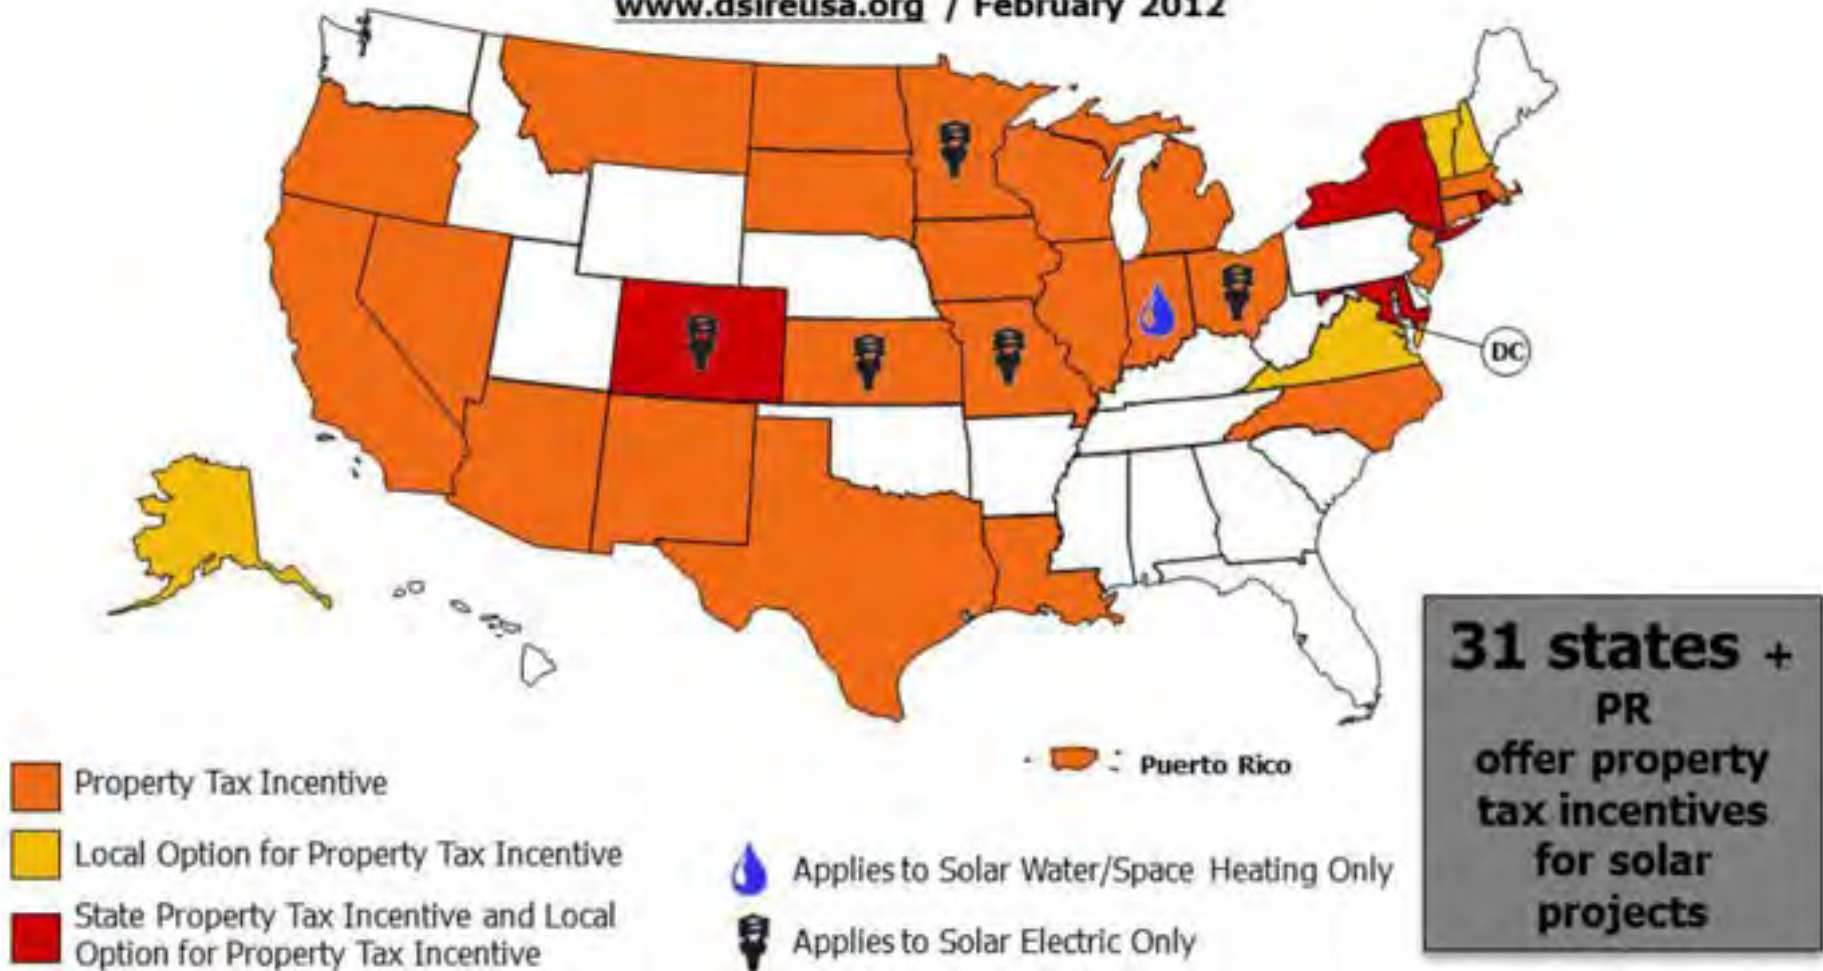 www.dsireusa.org / February 2012
DC
31 states +
PR
offer property
tax incentives
for solar
projects
Puerto Rico
Property Tax Incentive
Local Option for Property Tax Incentive
State Property Tax Incentive and Local
Option for Property Tax Incentive
Applies to Solar Water/Space Heating Only
Applies to Solar Electric Only